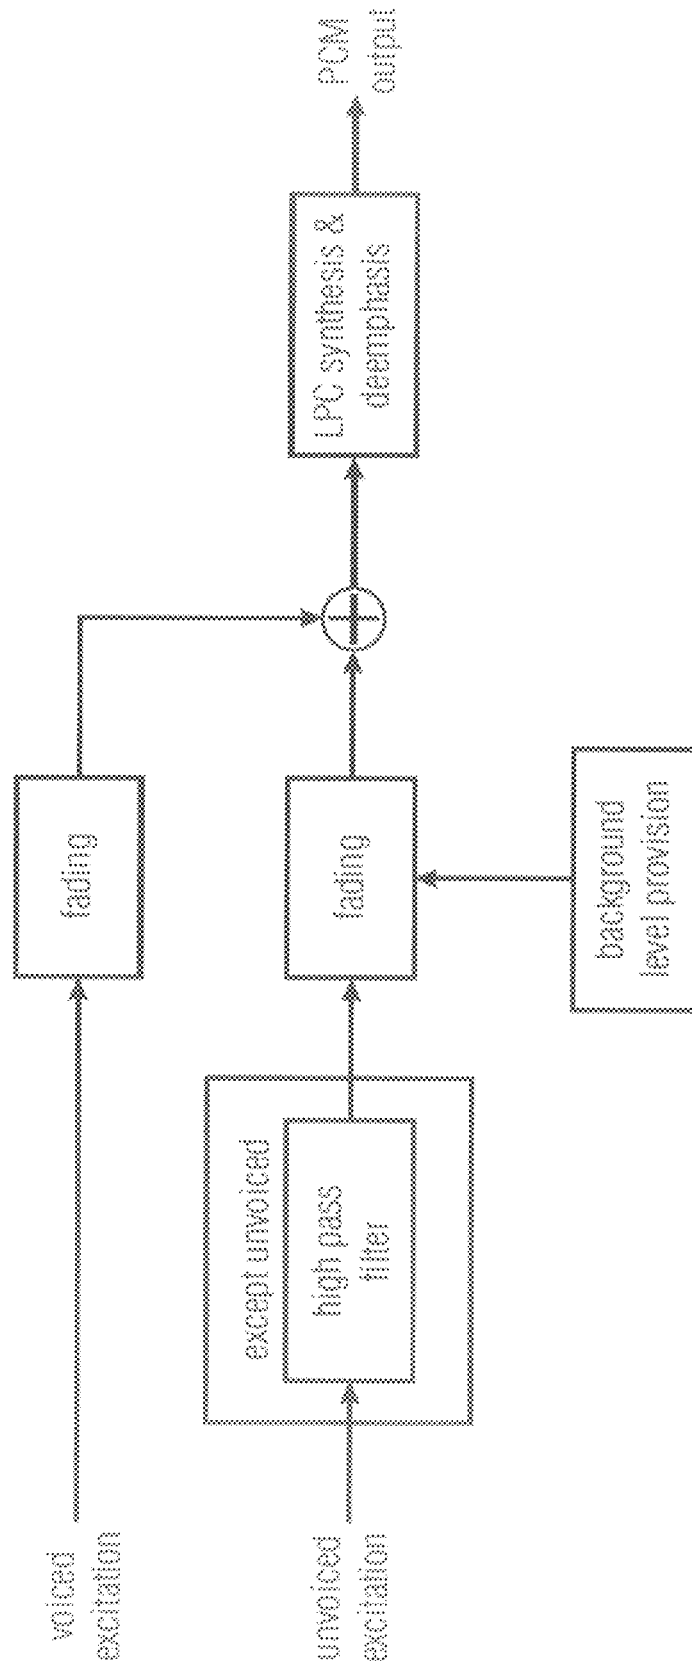 voiced
excitation
fading
unvoiced
excitation
except unvoiced
high pass
filter
fading
background
level provision
LPC synthesis &
deemphasis
PCM
output